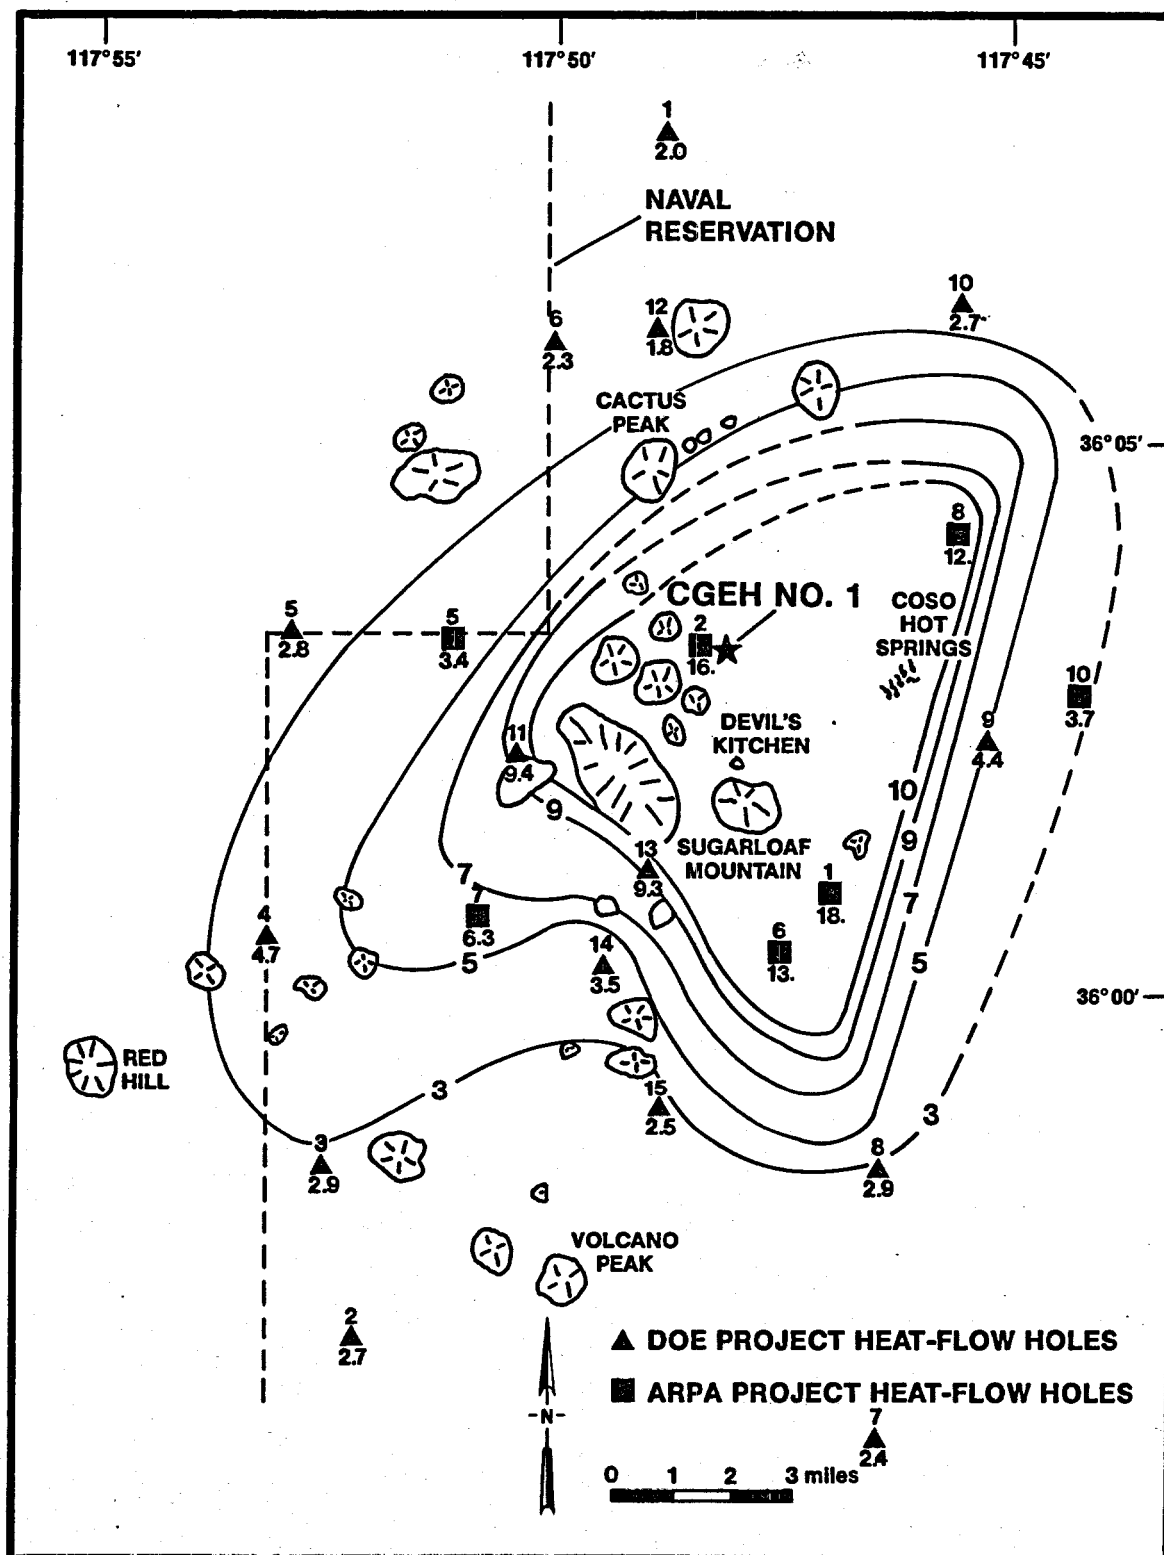 117°55′ 117°50′ 117°45′
1
2.0
NAVAL
RESERVATION
10
2.7
12
1.8
6
2.3
CACTUS
PEAK
36°05′
8
12.
CGEH NO. 1
COSO
HOT
SPRINGS
5
2.8
5
3.4
2
16.
10
3.7
DEVIL'S
KITCHEN
9
4.4
11
9.4
9
10
9
SUGARLOAF
MOUNTAIN
13
9.3
7
7
6.3
1
18.
7
4
4.7
5
14
3.5
6
13.
5
36°00′
RED
HILL
3
15
2.5
3
3
2.9
8
2.9
VOLCANO
PEAK
2
2.7
DOE PROJECT HEAT-FLOW HOLES
ARPA PROJECT HEAT-FLOW HOLES
-N-
7
2.4
0 1 2 3 miles